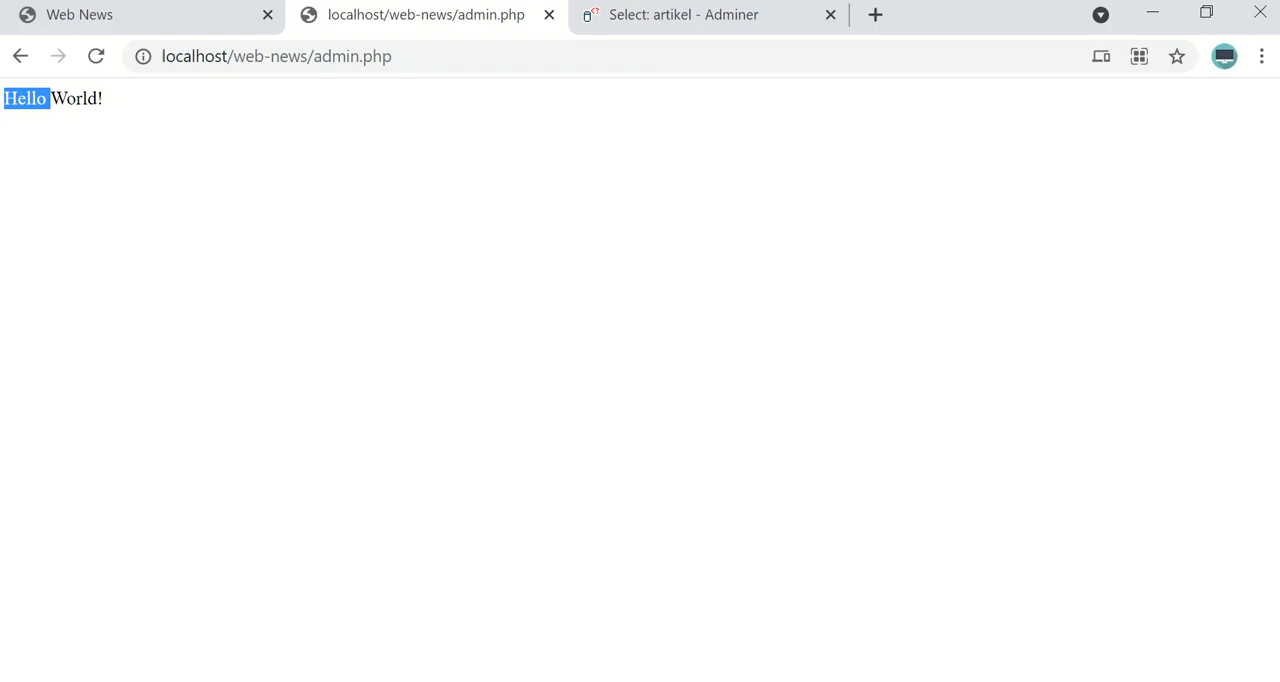 Web News
localhost/web-news/admin.php
Select: artikel - Adminer
localhost/web-news/admin.php
Hello World!